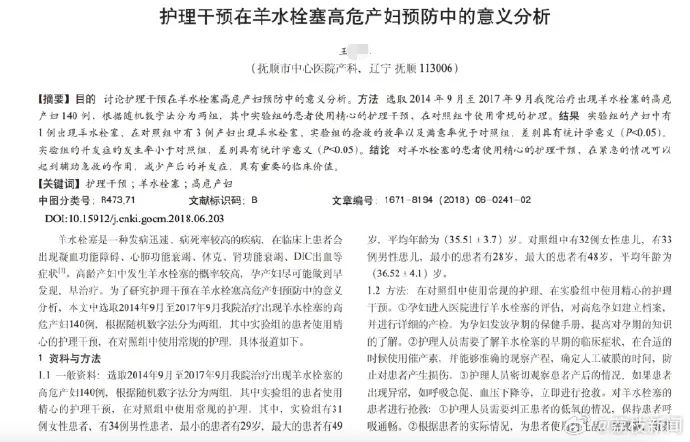 护理干预在羊水栓塞高危产妇预防中的意义分析
王
（抚顺市中心医院产科，辽宁 抚顺 113006）
【摘要】目的 讨论护理干预在羊水栓塞高危产妇预防中的意义分析。方法 选取2014年9月至2017年9月我院治疗出现羊水栓塞的高危
产妇140例，根据随机数字法分为两组，其中实验组的患者使用精心的护理干预，在对照组中使用常规的护理。结果 实验组的产妇中有
1例出现羊水栓塞，在对照组中有3例产妇出现羊水栓塞，实验组的抢救的效率以及满意率优于对照组，差别具有统计学意义（P<0.05）。
实验组的并发症的发生率小于对照组，差别具有统计学意义（P<0.05）。结论 对羊水栓塞的患者使用精心的护理干预，在紧急的情况可以
起到辅助急救的作用，减少产后的并发症，具有重要的临床价值。
【关键词】护理干预；羊水栓塞；高危产妇
中图分类号：R473.71 文献标识码：B 文章编号：1671-8194（2018）06-0241-02
DOI:10.15912/j.cnki.gocm.2018.06.203
羊水栓塞是一种发病迅速、病死率较高的疾病，在临床上患者会
出现凝血功能障碍、心肺功能衰竭、休克、肾功能衰竭、DIC出血等
症状[1]。高龄产妇中发生羊水栓塞的概率较高，孕产妇尽可能做到早
发现、早治疗。为了研究护理干预在羊水栓塞高危产妇预防中的意义
分析，本文中选取2014年9月至2017年9月我院治疗出现羊水栓塞的高
危产妇140例，根据随机数字法分为两组，其中实验组的患者使用精
心的护理干预，在对照组中使用常规的护理，具体报道如下。
1 资料与方法
1.1 一般资料：选取2014年9月至2017年9月我院治疗出现羊水栓塞的
高危产妇140例，根据随机数字法分为两组，其中实验组的患者使用
精心的护理干预，在对照组中使用常规的护理，其中，实验组有31
例女性患者，有34例男性患者，最小的患者有29岁，最大的患者有49
岁，平均年龄为（35.51±3.7）岁。对照组中有32例女性患儿，有33
例男性患儿，最小的患者有28岁，最大的患者有48岁，平均年龄为
（36.52±4.1）岁。
1.2 方法：在对照组中使用常规的护理，在实验组中使用精心的护理
干预。①孕妇进入医院进行羊水栓塞的评估，对高危孕妇建立档案，
并进行详细的产检。为孕妇发放孕期的保健手册，提高对孕期的知识
的了解。②护理人员需要了解羊水栓塞的早期的临床症状，在合适的
时候使用催产素，并能够准确的观察产程，确定人工破膜的时间，防
止对患者产生损伤。③护理人员密切观察患者产后的情况，如果患者
出现异常，如呼吸急促、血压下降等，立即进行抢救。对羊水栓塞的
患者进行抢救：①护理人员需要到正患者的低氧的情况，保持患者呼
吸通畅。②根据患者的实际情况，为患者使用
荔枝新闻